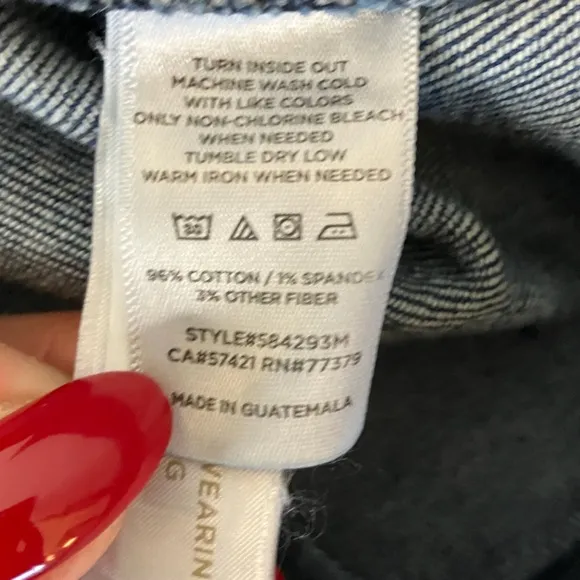 TURN INSIDE OUT
MACHINE WASH COLD
WITH LIKE COLORS
ONLY NON-CHLORINE BLEACH
WHEN NEEDED
TUMBLE DRY LOW
WARM IRON WHEN NEEDED
30
96% COTTON / 1% SPANDEX
3% OTHER FIBER
STYLE#584293M
CA#57421 RN#77379
MADE IN GUATEMALA
WEARIN
G